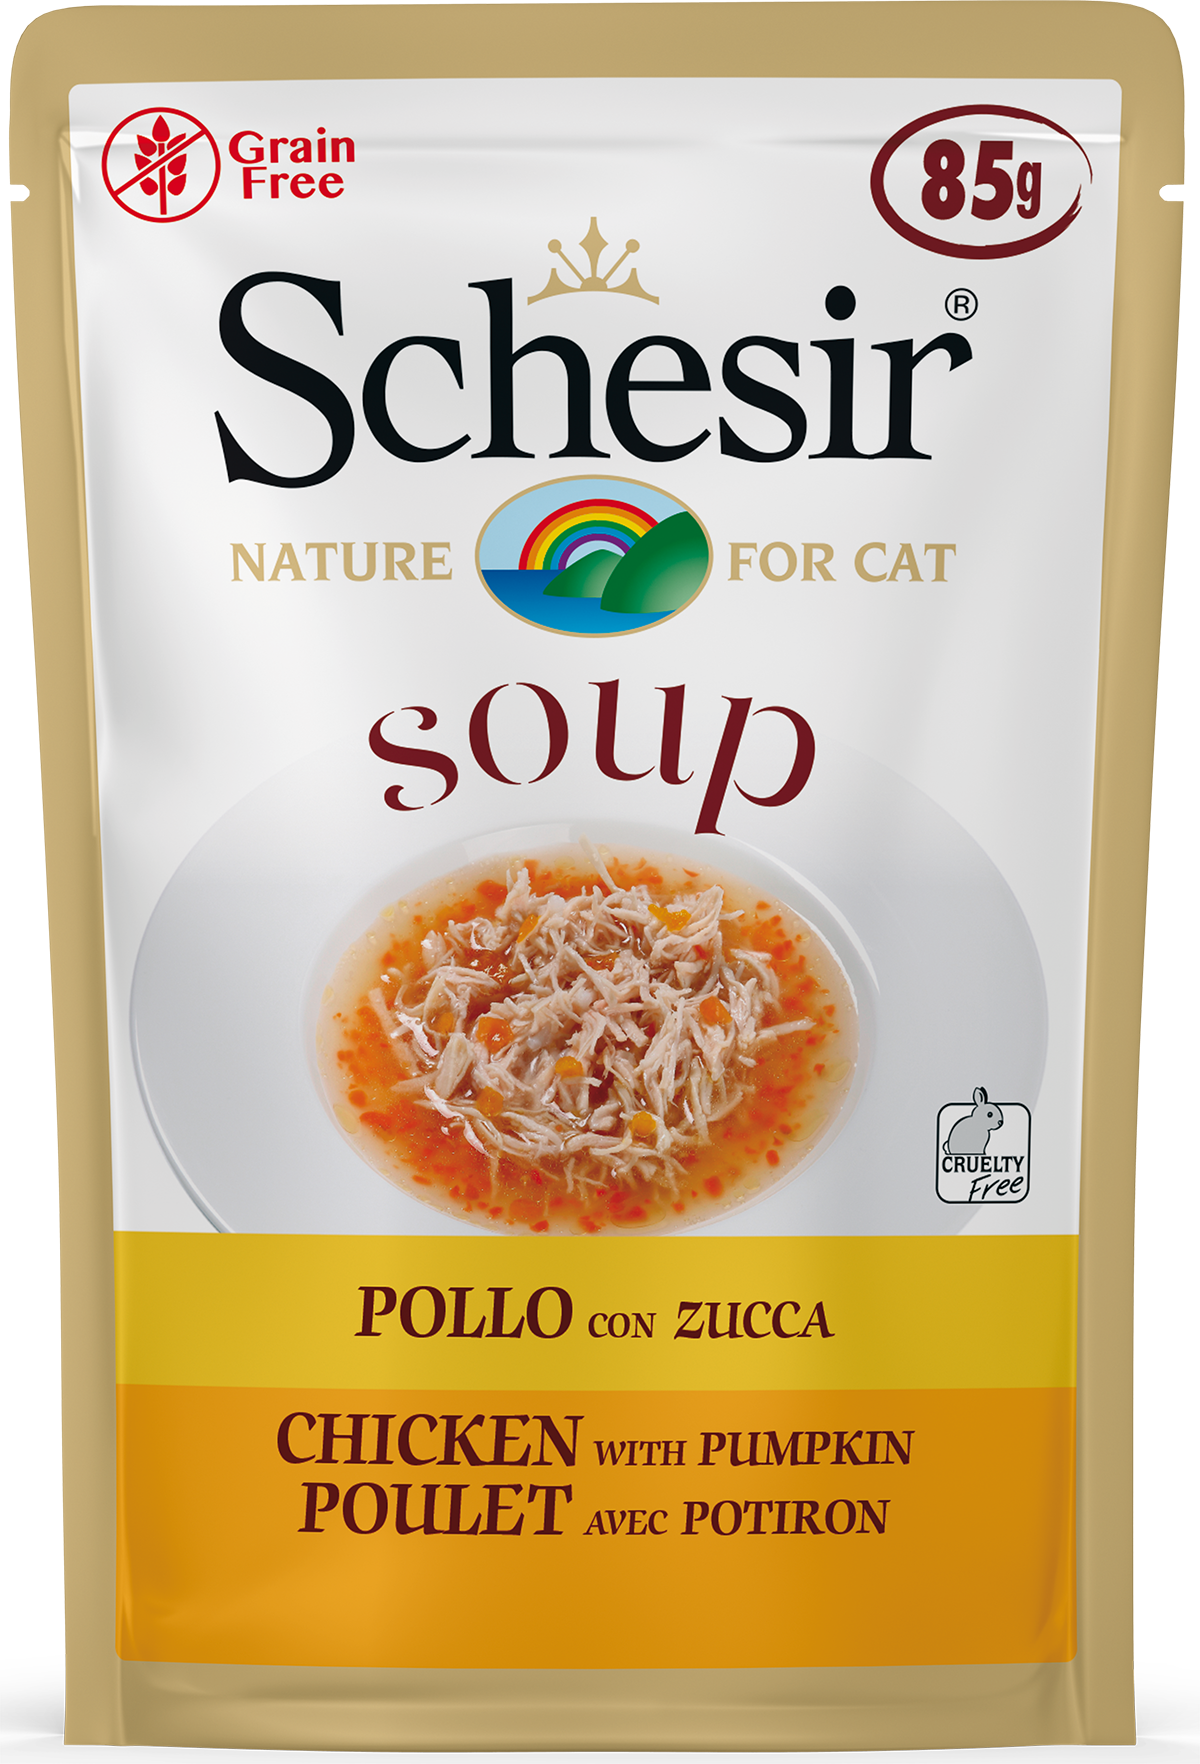 Grain
Free
85g
Schesir®
NATURE FOR CAT
soup
CRUELTY
Free
POLLO CON ZUCCA
CHICKEN WITH PUMPKIN
POULET AVEC POTIRON